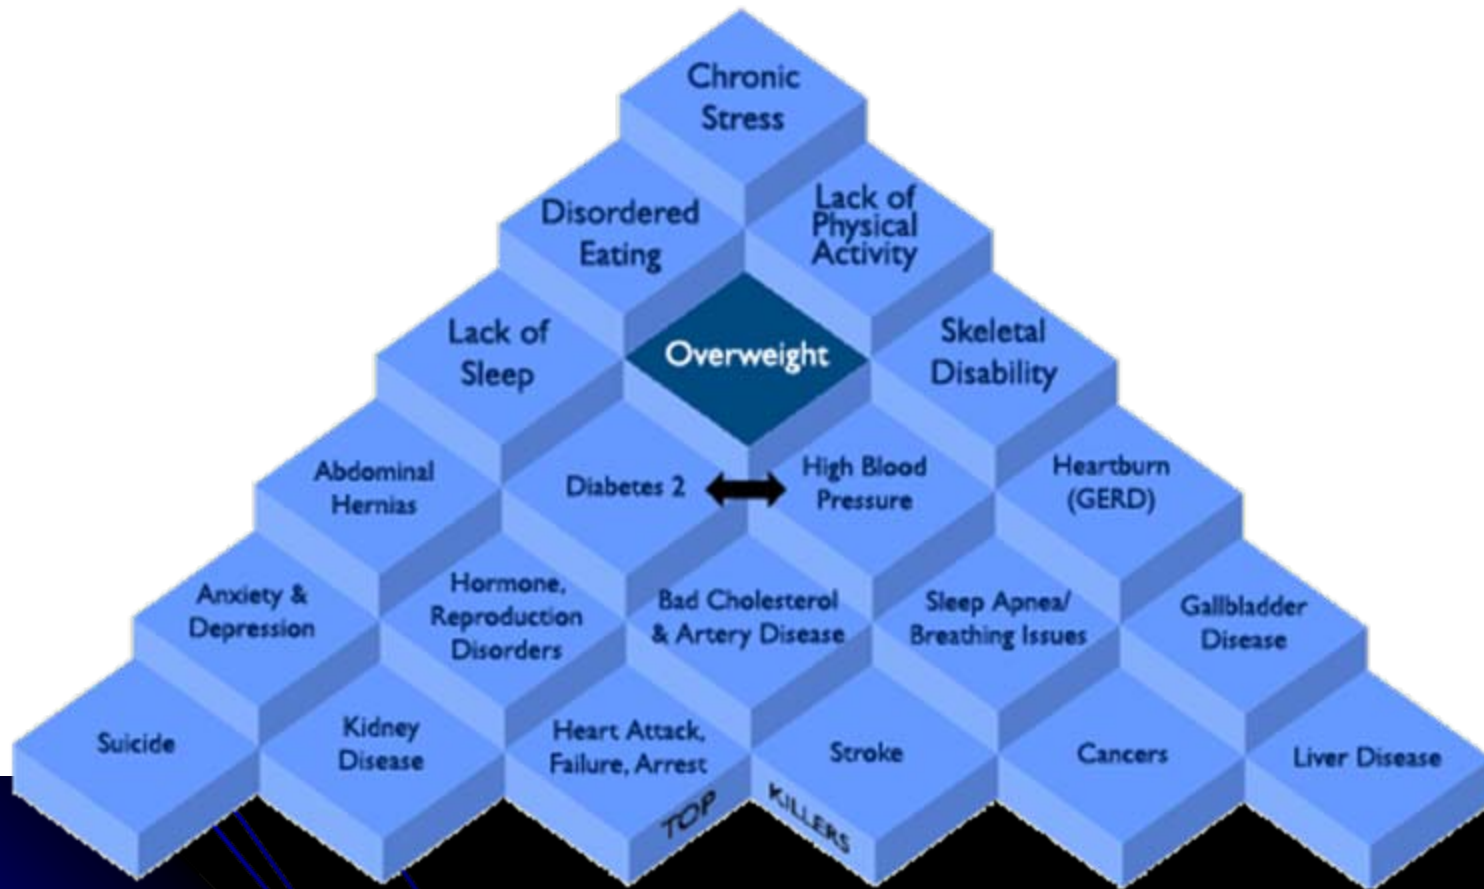 Chronic
Stress
Disordered
Eating
Lack of
Physical
Activity
Lack of
Sleep
Overweight
Skeletal
Disability
Abdominal
Hernias
Diabetes 2
High Blood
Pressure
Heartburn
(GERD)
Anxiety &
Depression
Hormone,
Reproduction
Disorders
Bad Cholesterol
& Artery Disease
Sleep Apnea/
Breathing Issues
Gallbladder
Disease
Suicide
Kidney
Disease
Heart Attack,
Failure, Arrest
Stroke
Cancers
Liver Disease
TOP
KILLERS